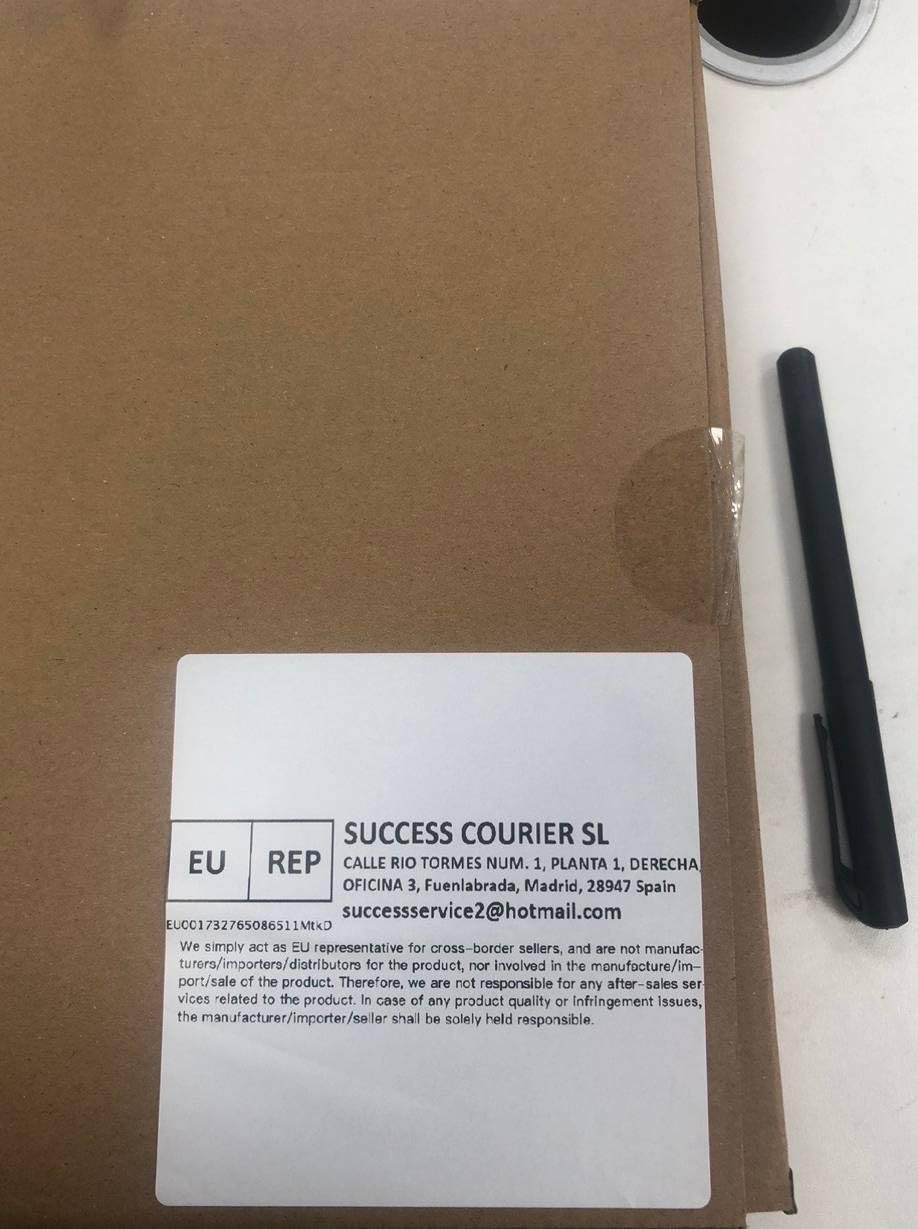 EU REP
SUCCESS COURIER SL
CALLE RIO TORMES NUM. 1, PLANTA 1, DERECHA,
OFICINA 3, Fuenlabrada, Madrid, 28947 Spain
successservice2@hotmail.com
EU001732765086511MtkD
We simply act as EU representative for cross-border sellers, and are not manufac-
turers/importers/distributors for the product, nor involved in the manufacture/im-
port/sale of the product. Therefore, we are not responsible for any after-sales ser-
vices related to the product. In case of any product quality or infringement issues,
the manufacturer/importer/seller shall be solely held responsible.